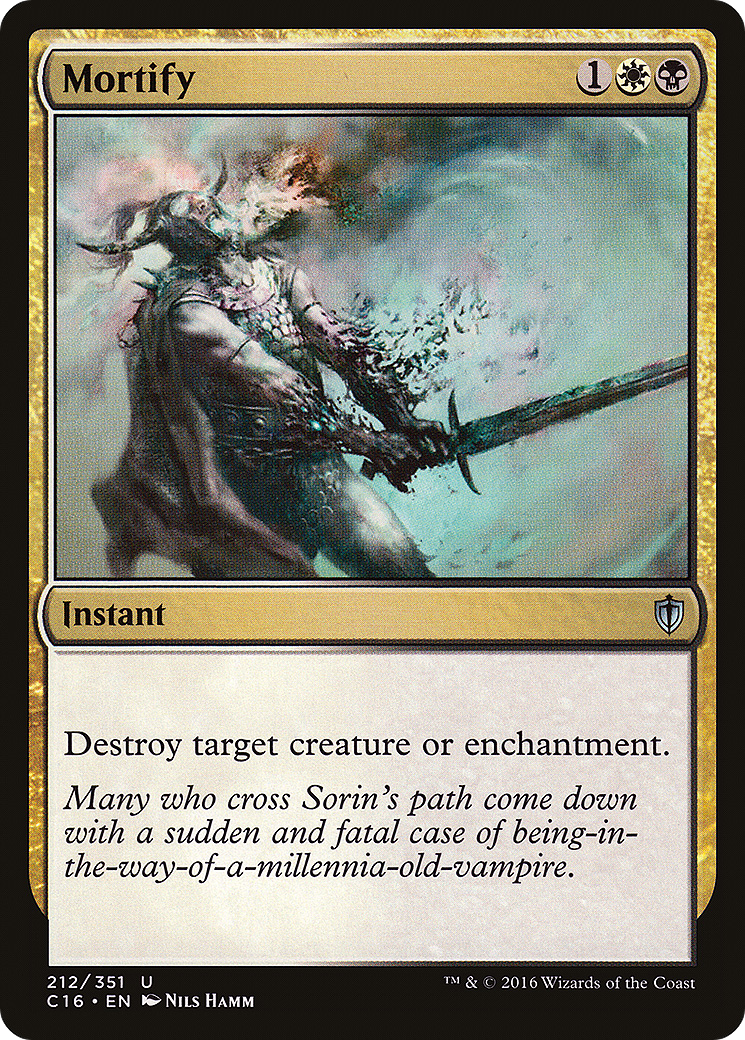 Mortify 1
Instant
Destroy target creature or enchantment.
Many who cross Sorin's path come down
with a sudden and fatal case of being-in-
the-way-of-a-millennia-old-vampire.
212/351 U
™ & © 2016 Wizards of the Coast
C16 • EN Nils Hamm